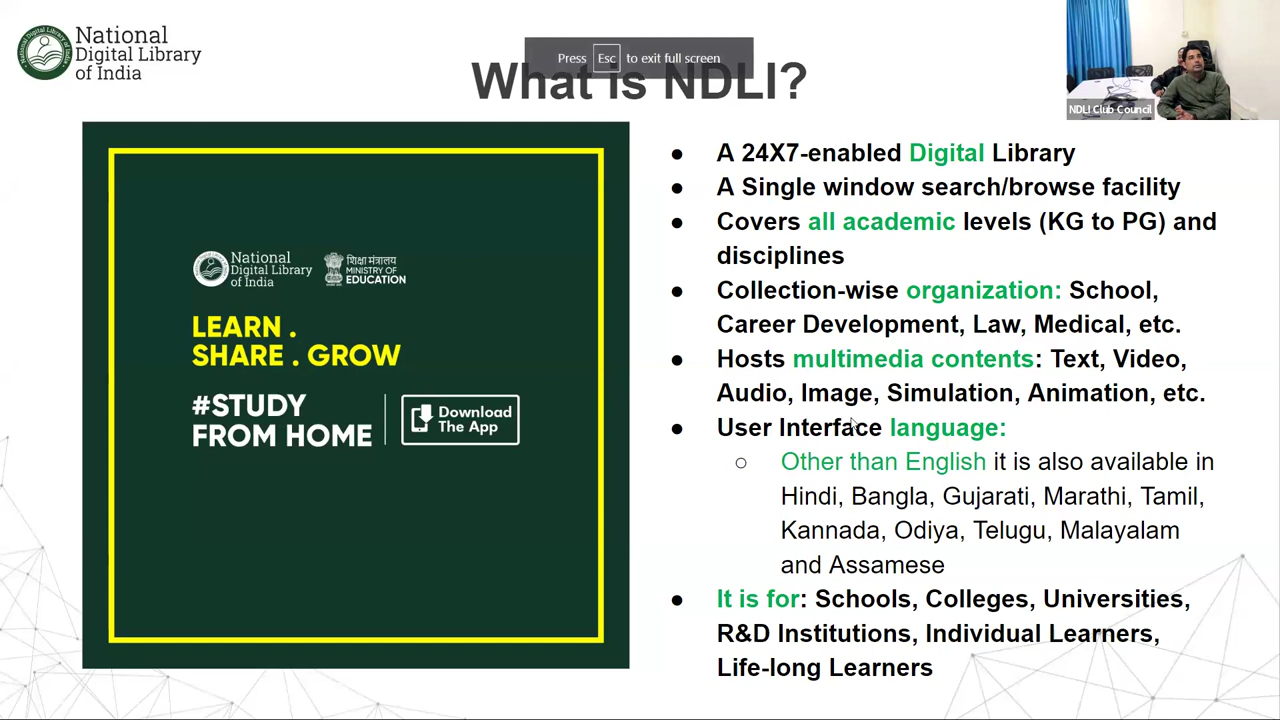 National
Digital Library
of India
Press Esc to exit full screen
What is NDLI?
NDLI Club Council
National
Digital Library
of India
शिक्षा मंत्रालय
MINISTRY OF
EDUCATION
LEARN .
SHARE . GROW
#STUDY
FROM HOME
Download
The App
● A 24X7-enabled Digital Library
● A Single window search/browse facility
● Covers all academic levels (KG to PG) and
disciplines
● Collection-wise organization: School,
Career Development, Law, Medical, etc.
● Hosts multimedia contents: Text, Video,
Audio, Image, Simulation, Animation, etc.
● User Interface language:
○ Other than English it is also available in
Hindi, Bangla, Gujarati, Marathi, Tamil,
Kannada, Odiya, Telugu, Malayalam
and Assamese
● It is for: Schools, Colleges, Universities,
R&D Institutions, Individual Learners,
Life-long Learners